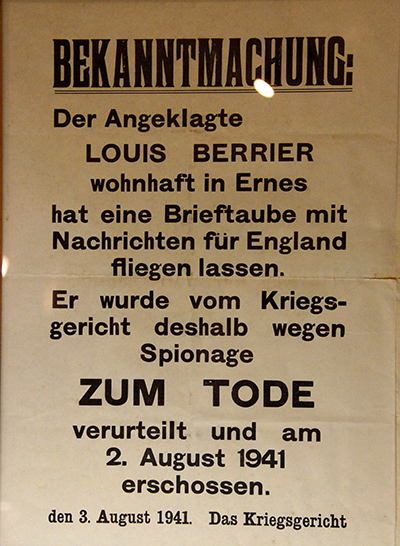 BEKANNTMACHUNG:
Der Angeklagte
LOUIS BERRIER
wohnhaft in Ernes
hat eine Brieftaube mit
Nachrichten für England
fliegen lassen.
Er wurde vom Kriegs-
gericht deshalb wegen
Spionage
ZUM TODE
verurteilt und am
2. August 1941
erschossen.
den 3. August 1941. Das Kriegsgericht